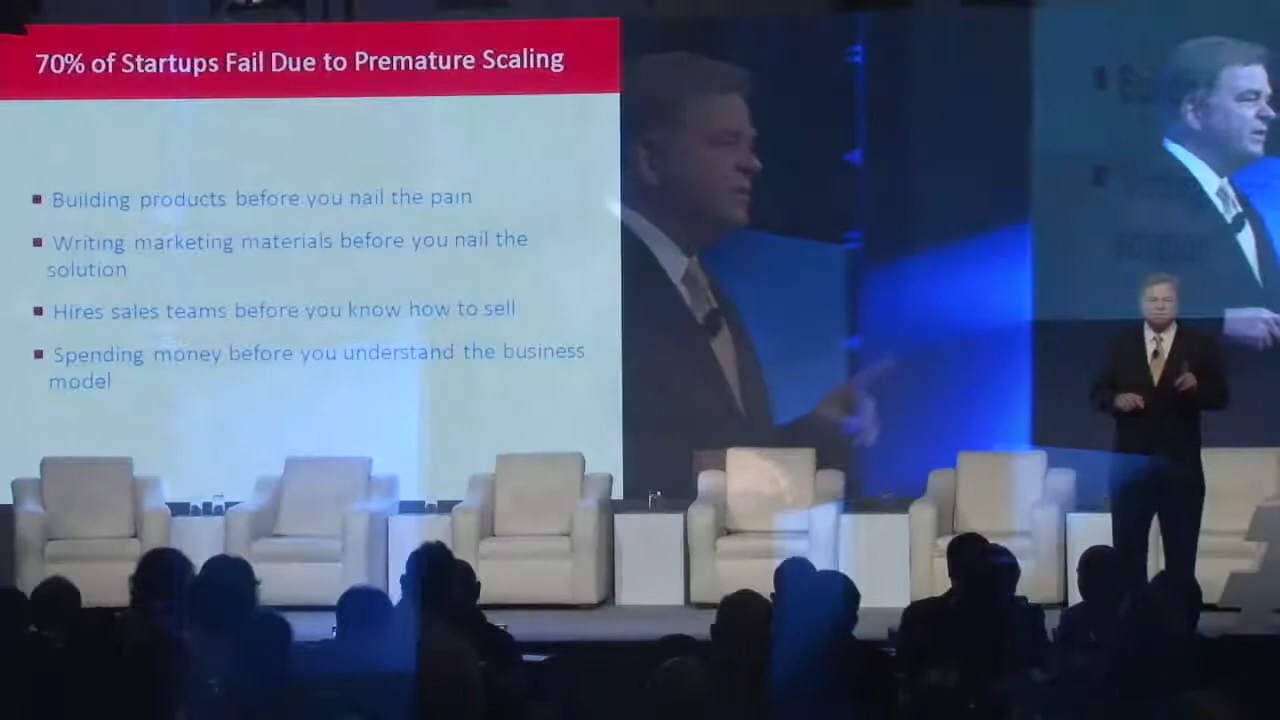 70% of Startups Fail Due to Premature Scaling
Building products before you nail the pain
Writing marketing materials before you nail the
solution
Hires sales teams before you know how to sell
Spending money before you understand the business
model